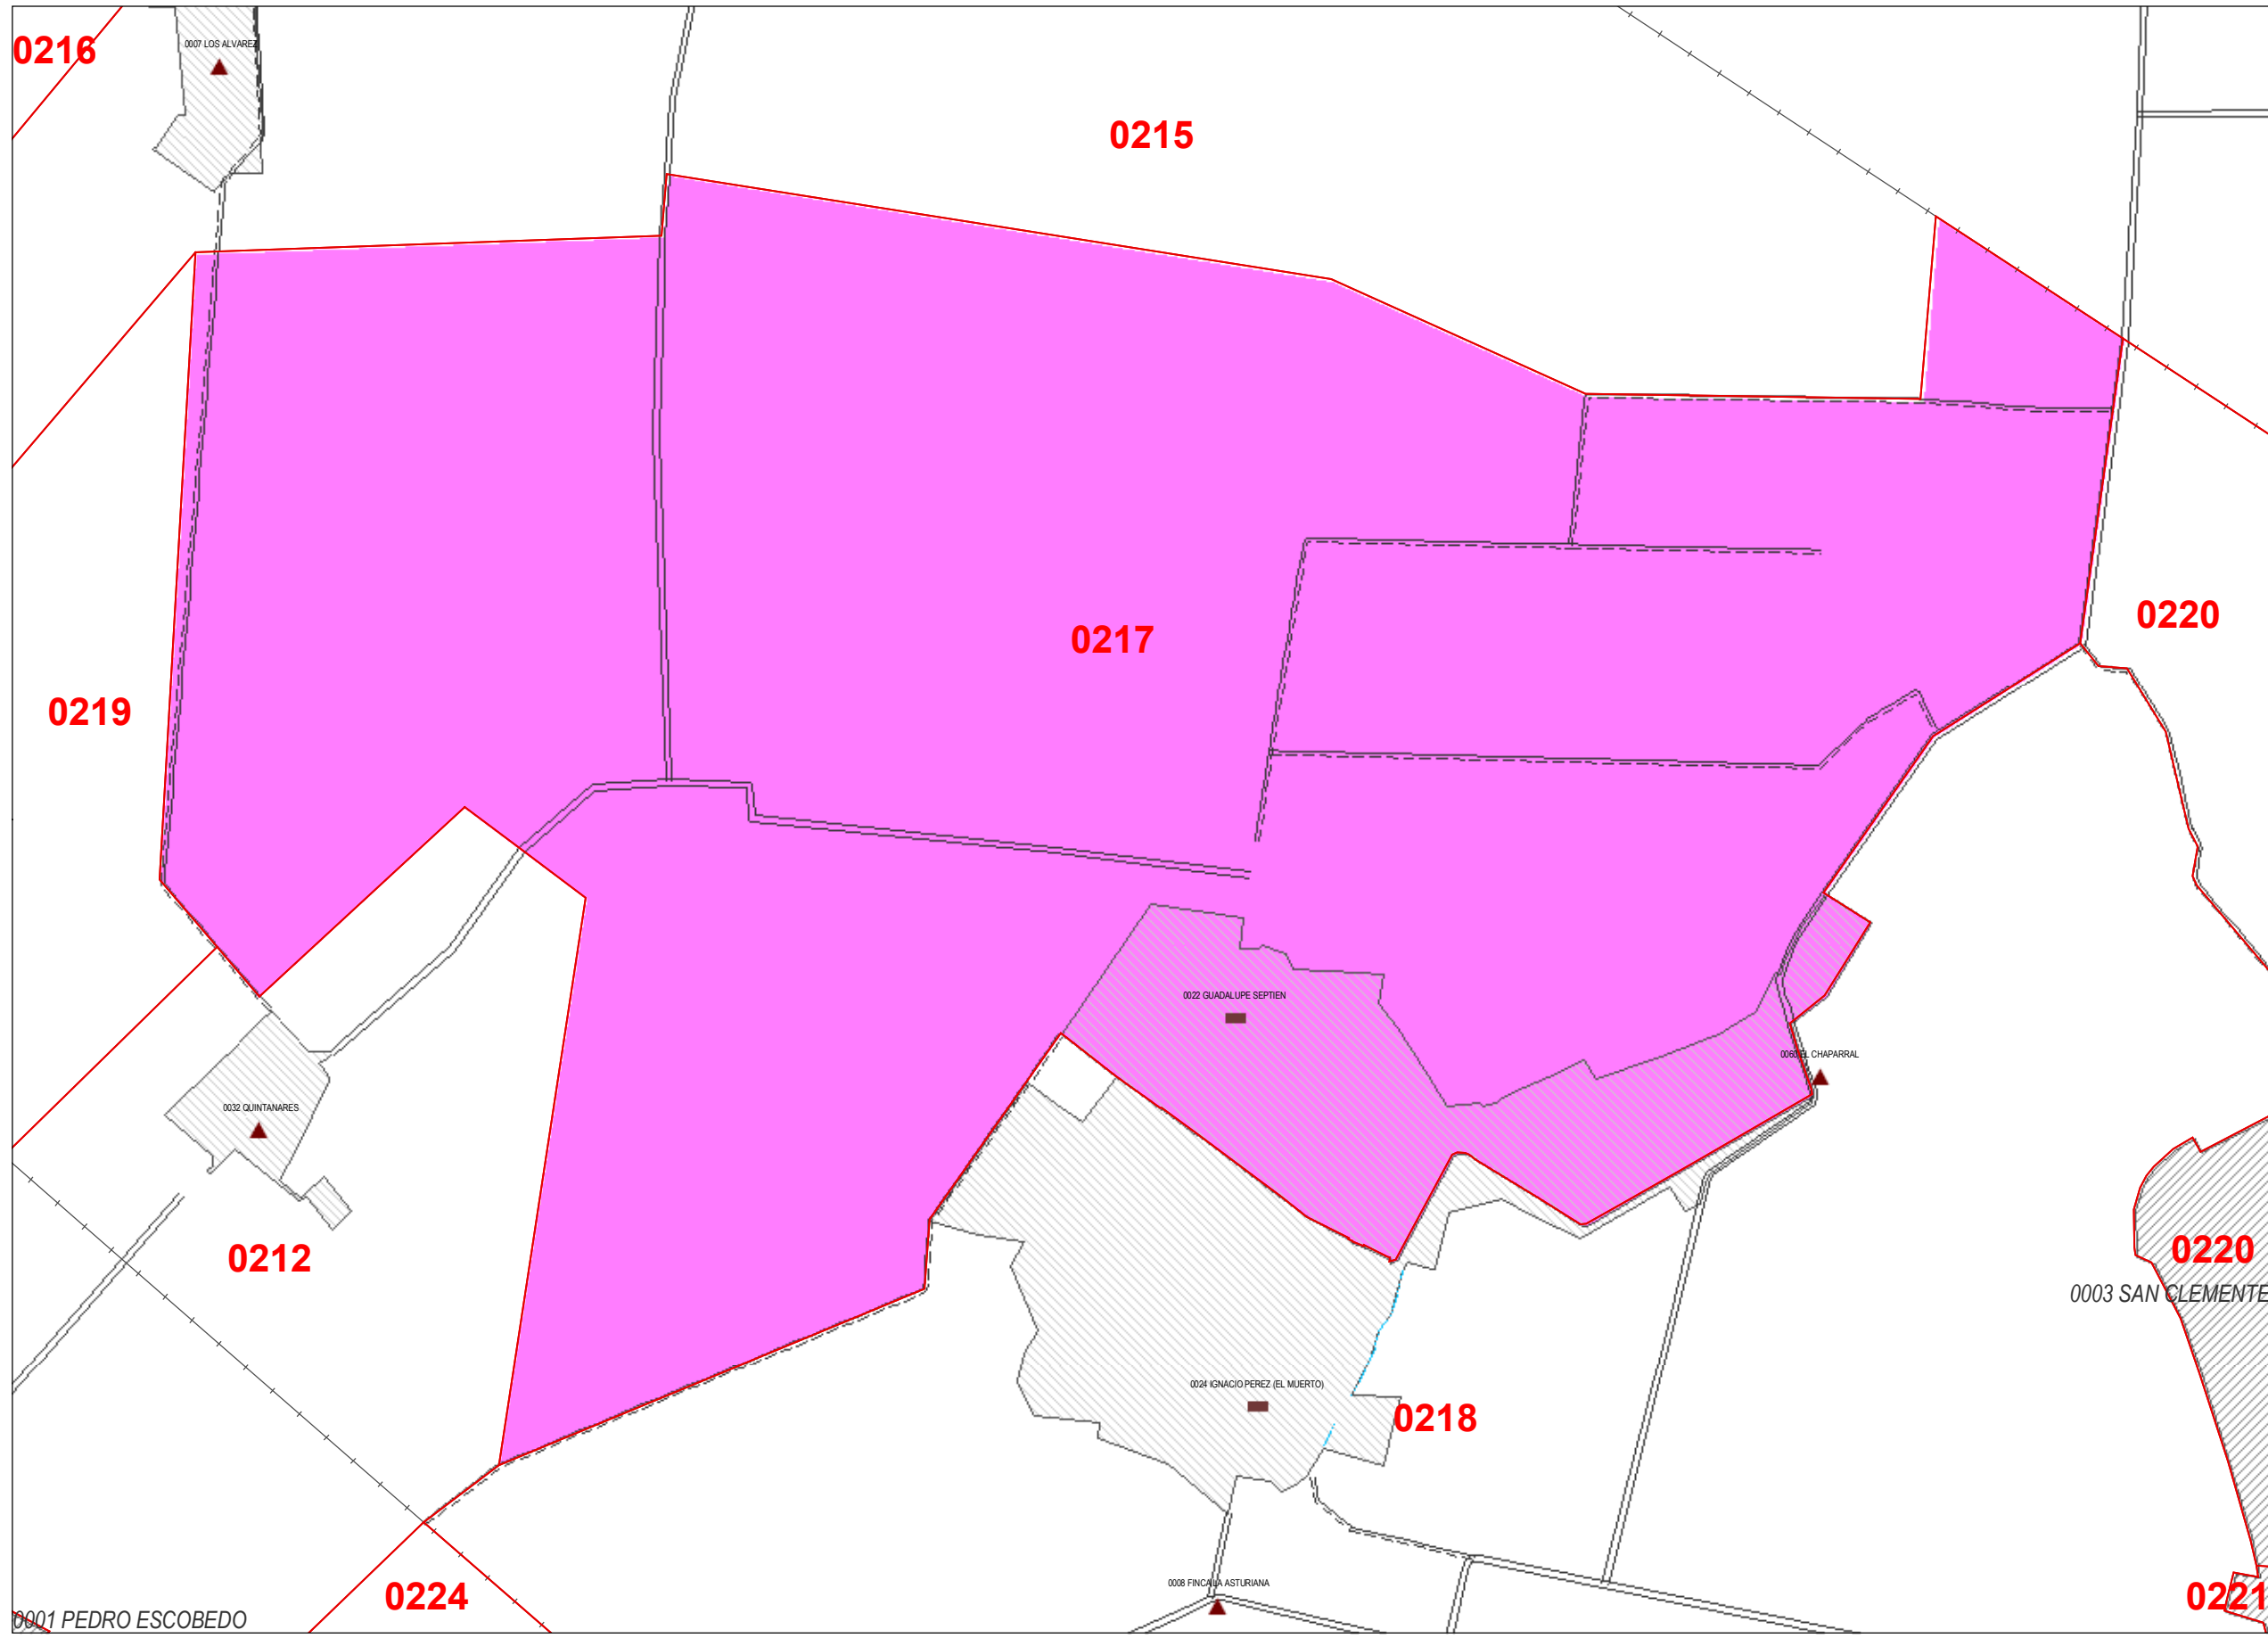 0216
0007 LOS ALVAREZ
0215
0217
0220
0219
0022 GUADALUPE SEPTIEN
0060 EL CHAPARRAL
0032 QUINTANARES
0212
0220
0003 SAN CLEMENTE
0024 IGNACIO PEREZ (EL MUERTO)
0218
0008 FINCA LA ASTURIANA
0224
0221
0001 PEDRO ESCOBEDO